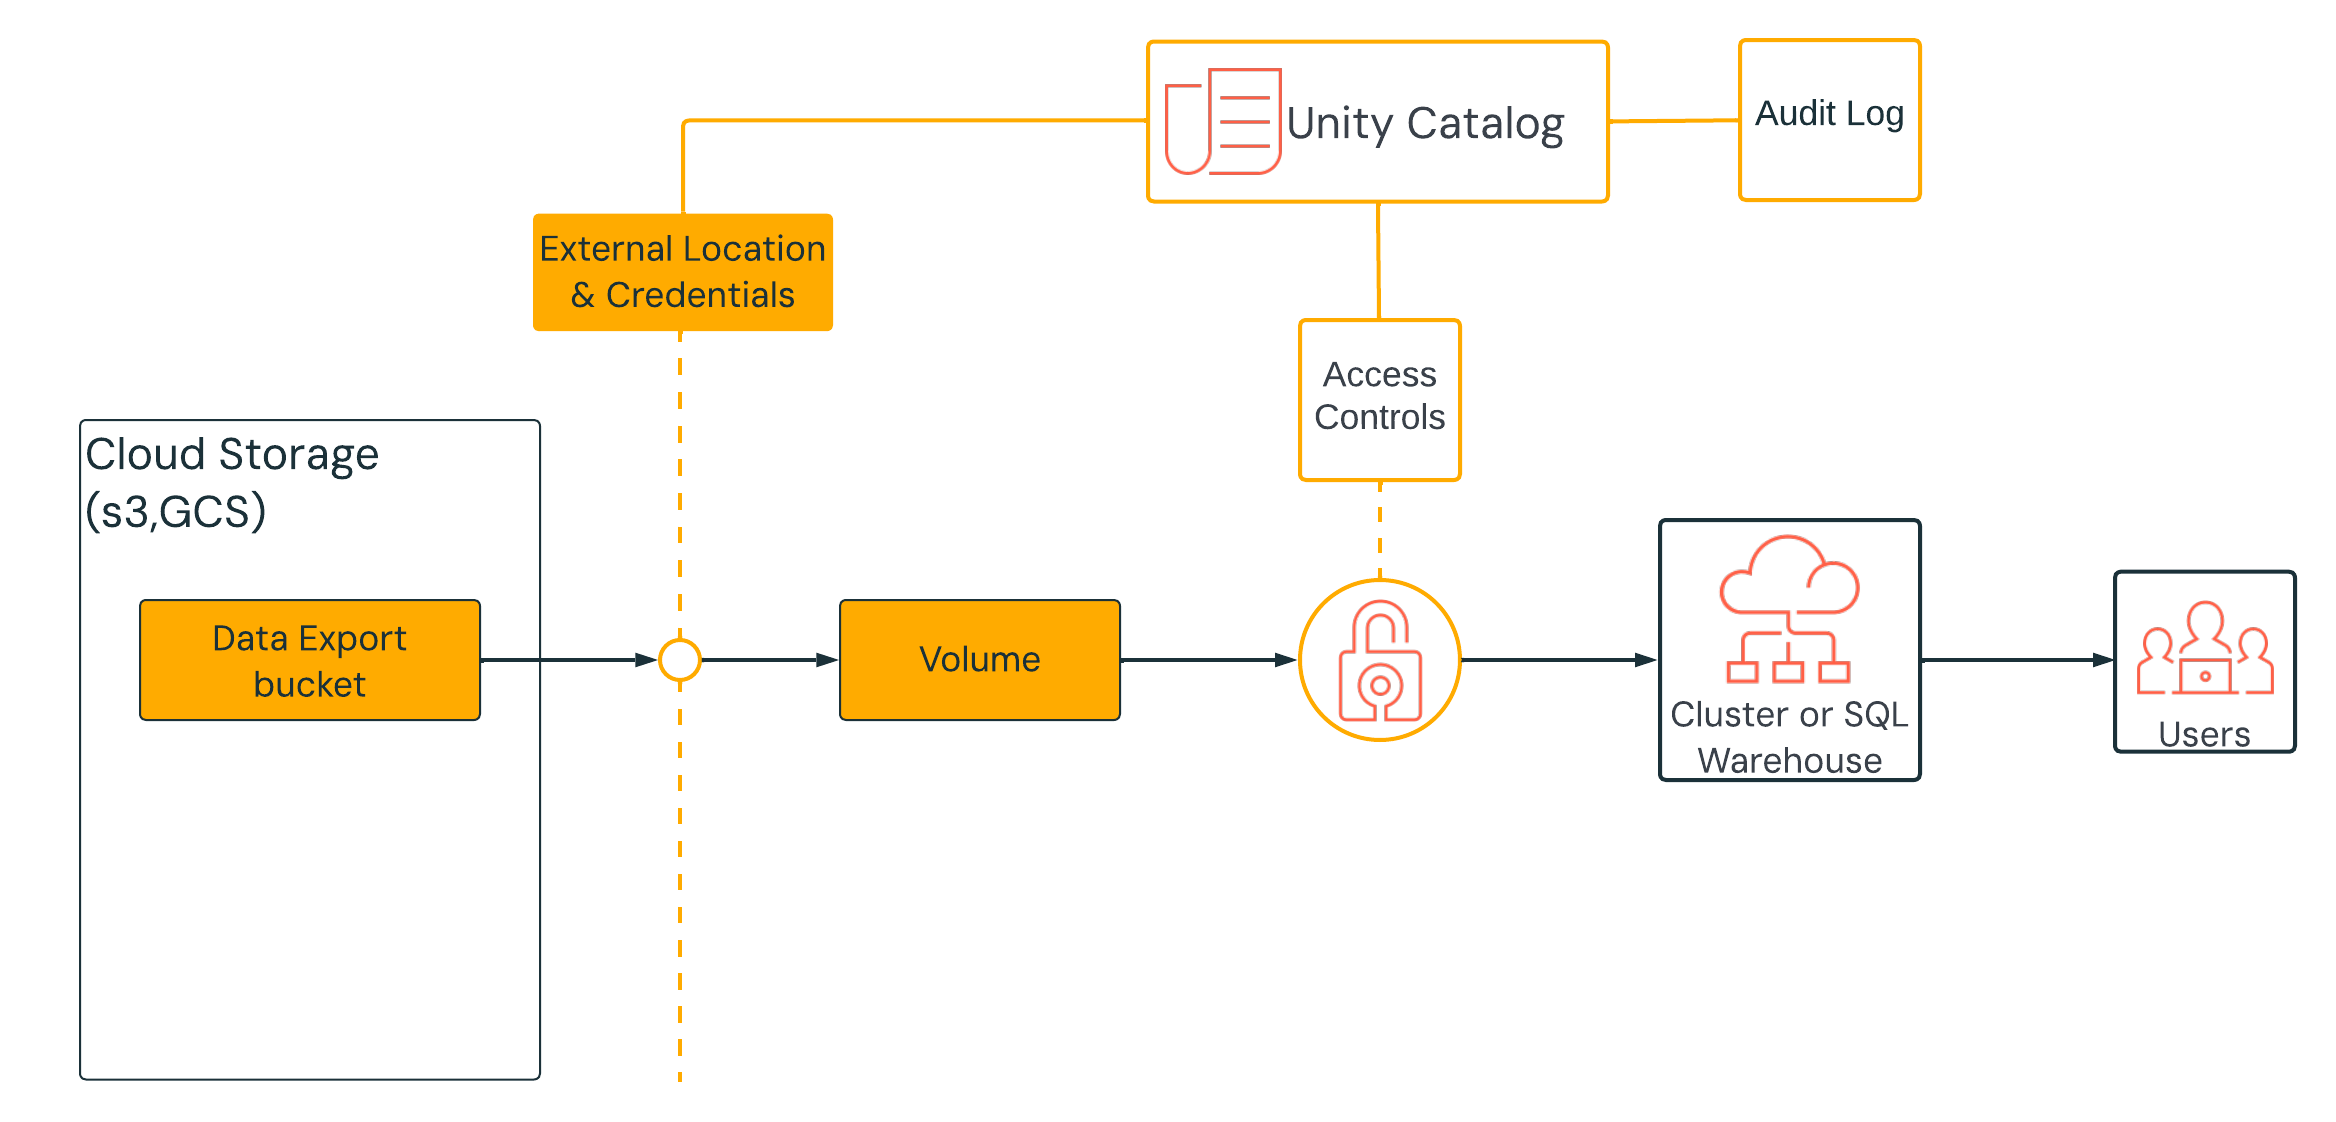 Unity Catalog
Audit Log
External Location
& Credentials
Access
Controls
Cloud Storage
(s3,GCS)
Data Export
bucket
Volume
Cluster or SQL
Warehouse
Users